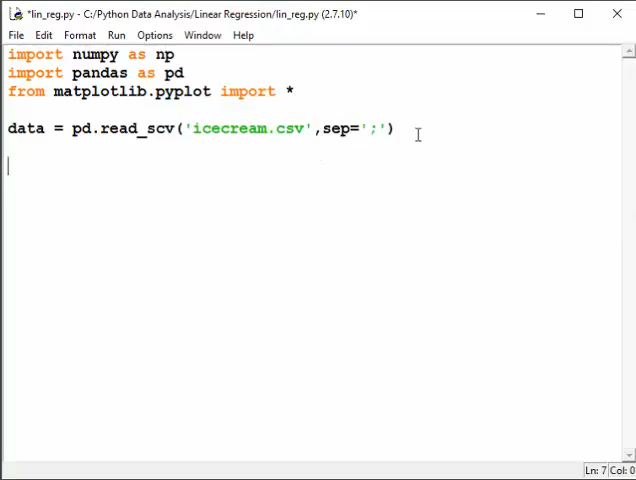 *lin_reg.py - C:/Python Data Analysis/Linear Regression/lin_reg.py (2.7.10)*
File Edit Format Run Options Window Help
import numpy as np
import pandas as pd
from matplotlib.pyplot import *
data = pd.read_scv('icecream.csv',sep=';')
Ln: 7 Col: 0